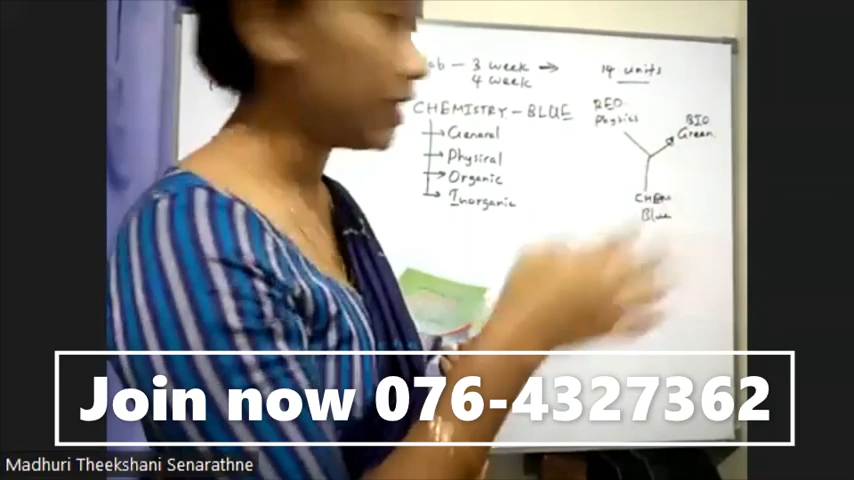 ab - 3 week → 14 units
4 week
CHEMISTRY - BLUE
General
Physical
Organic
Inorganic
RED
Physics
BIO
Green
CHEM
Blue
Join now 076-4327362
Madhuri Theekshani Senarathne